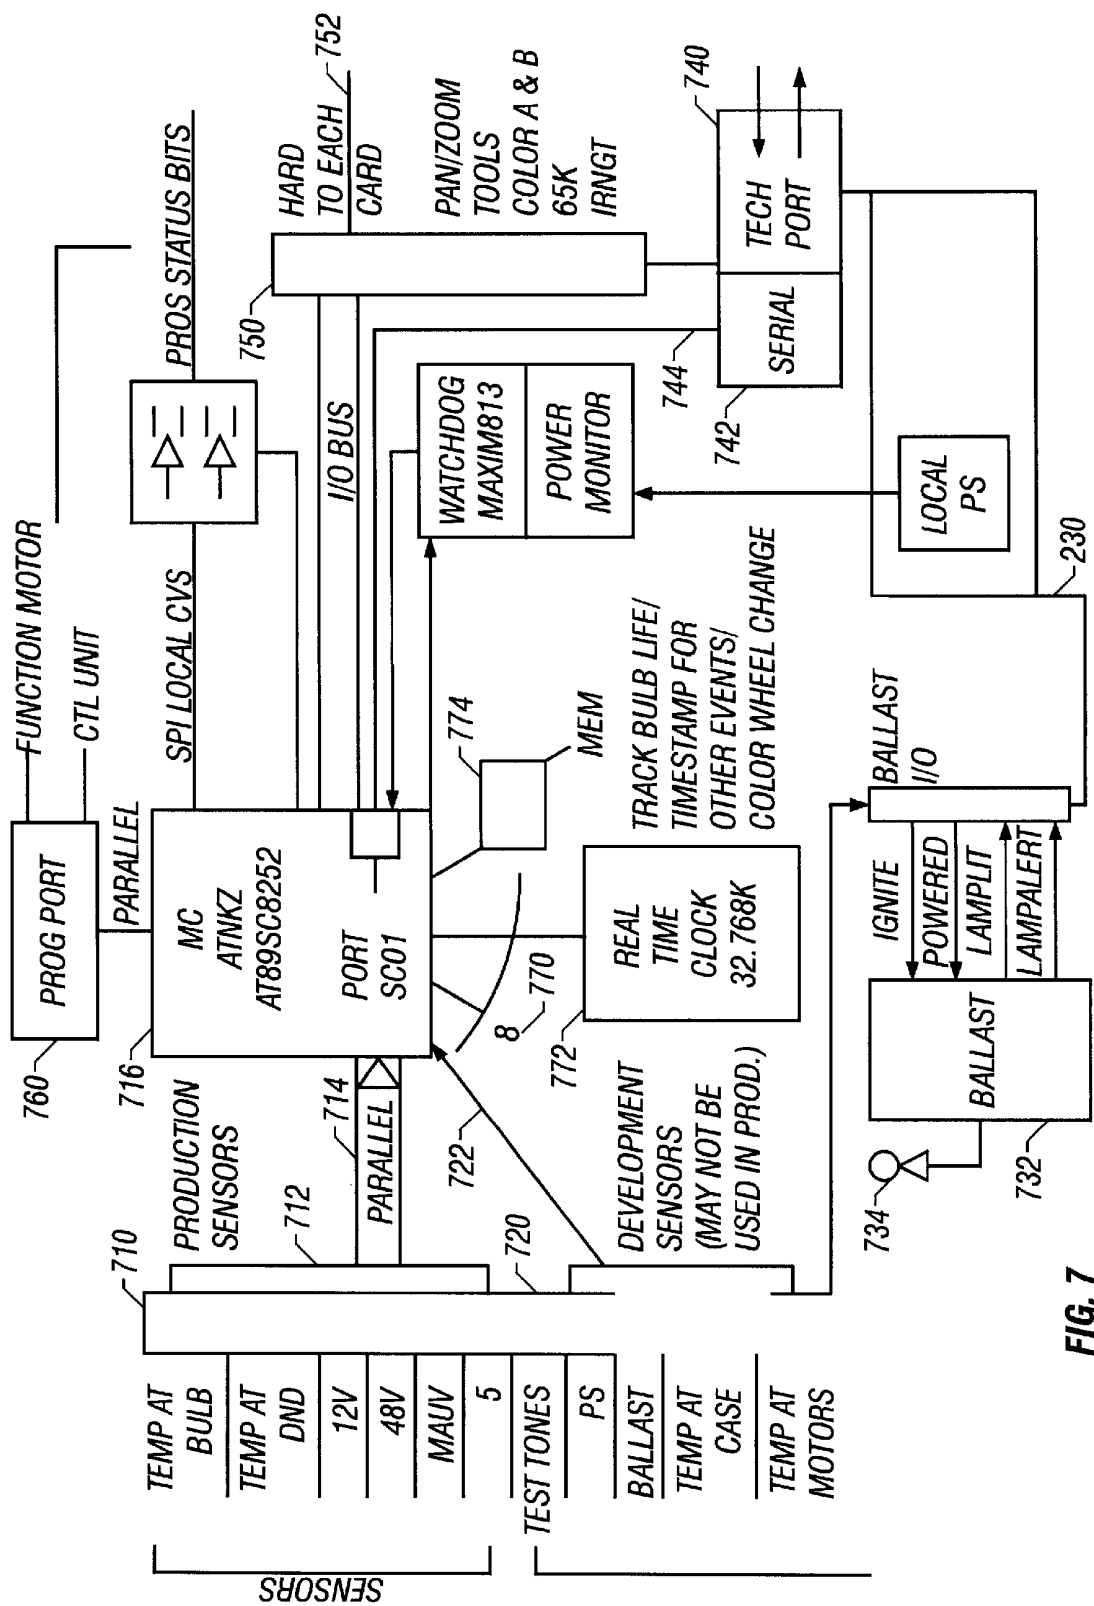 SENSORS
TEMP AT
BULB
TEMP AT
DND
12V
48V
MAUV
5
TEST TONES
PS
BALLAST
TEMP AT
CASE
TEMP AT
MOTORS
710
PRODUCTION
SENSORS
712
714
PARALLEL
720
722
DEVELOPMENT
SENSORS
(MAY NOT BE
USED IN PROD.)
760
PROG PORT
FUNCTION MOTOR
CTL UNIT
PARALLEL
716
MC
ATNKZ
AT89SC8252
PORT
SC01
SPI LOCAL CVS
PROS STATUS BITS
I/O BUS
750
HARD
TO EACH
CARD
752
PAN/ZOOM
TOOLS
COLOR A & B
65K
IRNGT
WATCHDOG
MAXIM813
POWER
MONITOR
744
742
SERIAL
TECH
PORT
740
LOCAL
PS
230
774
MEM
8
770
772
REAL
TIME
CLOCK
32.768K
TRACK BULB LIFE/
TIMESTAMP FOR
OTHER EVENTS/
COLOR WHEEL CHANGE
BALLAST
I/O
IGNITE
POWERED
LAMPLIT
LAMPALERT
BALLAST
732
734
FIG. 7